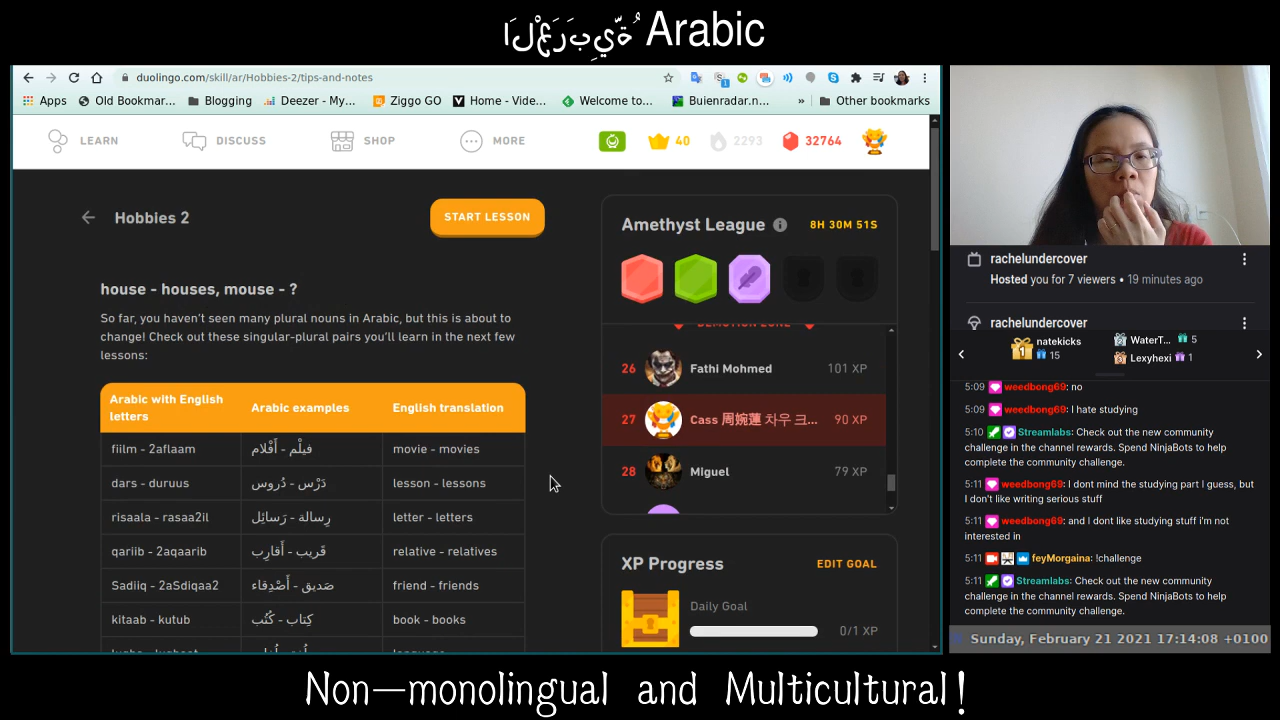 اَلْعَرَبِيّةُ Arabic
duolingo.com/skill/ar/Hobbies-2/tips-and-notes
Apps
Old Bookmar...
Blogging
Deezer - My...
Ziggo GO
Home - Vide...
Welcome to...
Buienradar.n...
»
Other bookmarks
LEARN
DISCUSS
SHOP
MORE
40
2293
32764
Hobbies 2
START LESSON
house - houses, mouse - ?
So far, you haven't seen many plural nouns in Arabic, but this is about to
change! Check out these singular-plural pairs you'll learn in the next few
lessons:
Arabic with English letters
Arabic examples
English translation
fiilm - 2aflaam
فيلْم - أَفْلام
movie - movies
dars - duruus
دَرْس - دُروس
lesson - lessons
risaala - rasaa2il
رِسالة - رَسائِل
letter - letters
qariib - 2aqaarib
قَريب - أَقارِب
relative - relatives
Sadiiq - 2aSdiqaa2
صَديق - أَصْدِقاء
friend - friends
kitaab - kutub
كِتاب - كُتُب
book - books
Amethyst League
8H 30M 51S
DEMOTION ZONE
26 Fathi Mohmed 101 XP
27 Cass 周婉蓮 차우 크... 90 XP
28 Miguel 79 XP
XP Progress
EDIT GOAL
Daily Goal
0/1 XP
rachelundercover
Hosted you for 7 viewers • 19 minutes ago
rachelundercover
1
natekicks
15
WaterT... 5
Lexyhexi 1
5:09 weedbong69: no
5:09 weedbong69: I hate studying
5:10 Streamlabs: Check out the new community
challenge in the channel rewards. Spend NinjaBots to
help complete the community challenge.
5:11 weedbong69: I dont mind the studying part I guess, but
I don't like writing serious stuff
5:11 weedbong69: and I dont like studying stuff i'm not
interested in
5:11 feyMorgaina: !challenge
5:11 Streamlabs: Check out the new community
challenge in the channel rewards. Spend NinjaBots to
help complete the community challenge.
Sunday, February 21 2021 17:14:08 +0100
Non-monolingual and Multicultural!